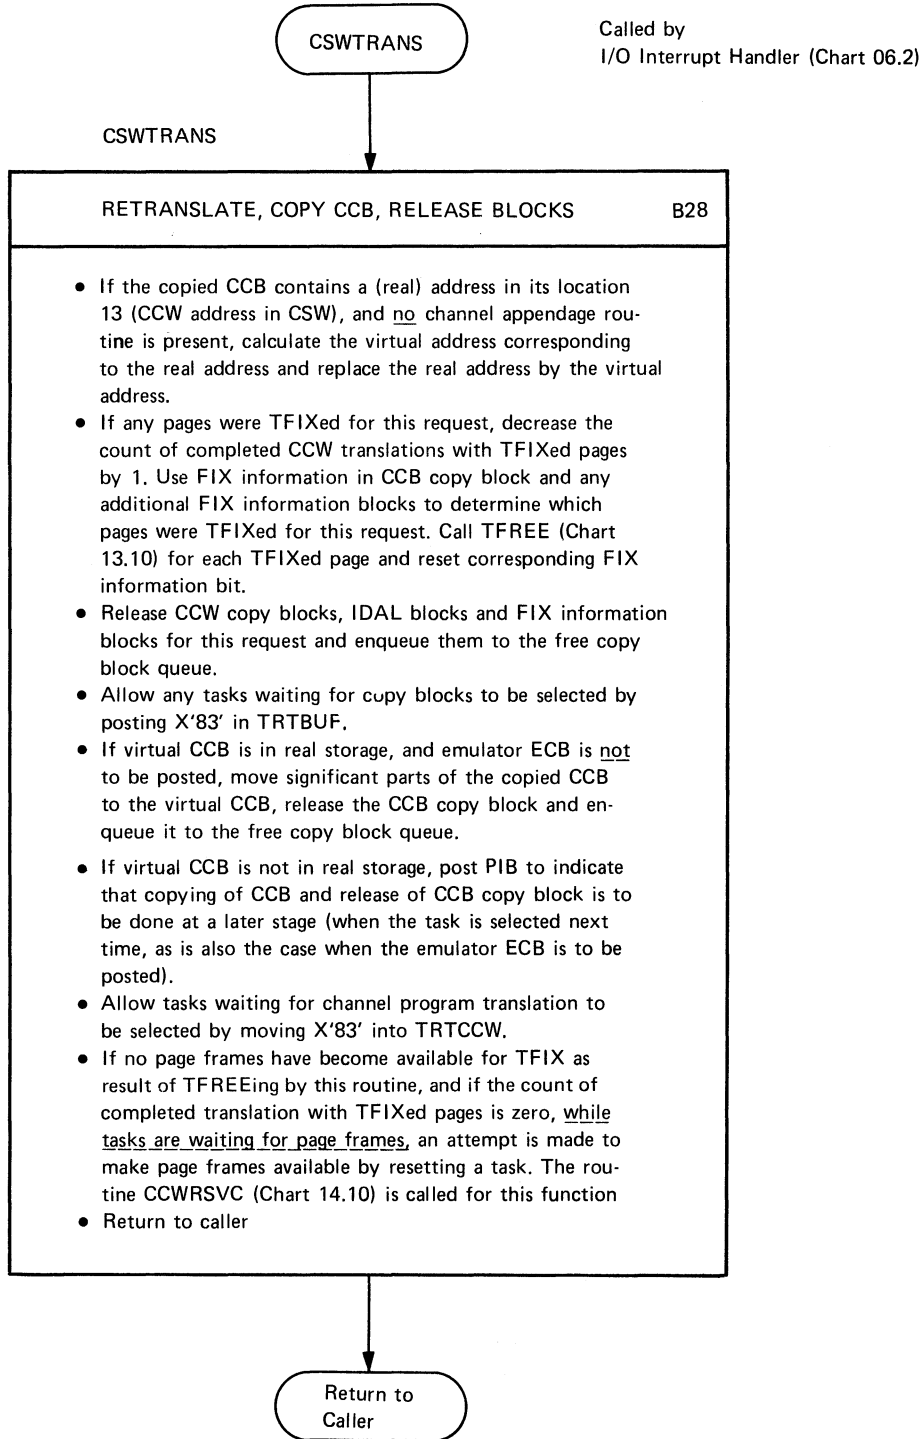 CSWTRANS
Called by
I/O Interrupt Handler (Chart 06.2)
CSWTRANS
RETRANSLATE, COPY CCB, RELEASE BLOCKS B28
• If the copied CCB contains a (real) address in its location
13 (CCW address in CSW), and no channel appendage rou-
tine is present, calculate the virtual address corresponding
to the real address and replace the real address by the virtual
address.
• If any pages were TFIXed for this request, decrease the
count of completed CCW translations with TFIXed pages
by 1. Use FIX information in CCB copy block and any
additional FIX information blocks to determine which
pages were TFIXed for this request. Call TFREE (Chart
13.10) for each TFIXed page and reset corresponding FIX
information bit.
• Release CCW copy blocks, IDAL blocks and FIX information
blocks for this request and enqueue them to the free copy
block queue.
• Allow any tasks waiting for copy blocks to be selected by
posting X'83' in TRTBUF.
• If virtual CCB is in real storage, and emulator ECB is not
to be posted, move significant parts of the copied CCB
to the virtual CCB, release the CCB copy block and en-
queue it to the free copy block queue.
• If virtual CCB is not in real storage, post PIB to indicate
that copying of CCB and release of CCB copy block is to
be done at a later stage (when the task is selected next
time, as is also the case when the emulator ECB is to be
posted).
• Allow tasks waiting for channel program translation to
be selected by moving X'83' into TRTCCW.
• If no page frames have become available for TFIX as
result of TFREEing by this routine, and if the count of
completed translation with TFIXed pages is zero, while
tasks are waiting for page frames, an attempt is made to
make page frames available by resetting a task. The rou-
tine CCWRSVC (Chart 14.10) is called for this function
• Return to caller
Return to
Caller